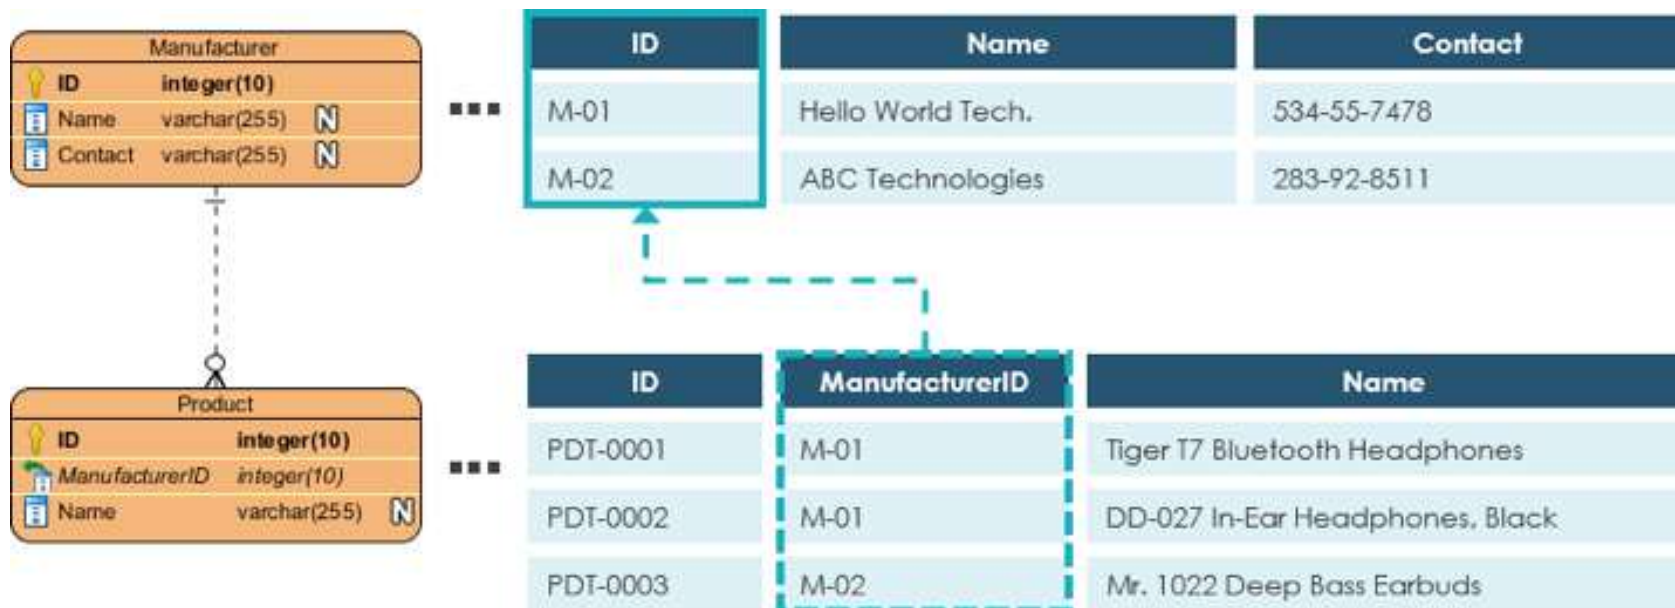 Manufacturer
ID integer(10)
Name varchar(255) N
Contact varchar(255) N
ID Name Contact
M-01 Hello World Tech. 534-55-7478
M-02 ABC Technologies 283-92-8511
Product
ID integer(10)
ManufacturerID integer(10)
Name varchar(255) N
ID ManufacturerID Name
PDT-0001 M-01 Tiger T7 Bluetooth Headphones
PDT-0002 M-01 DD-027 In-Ear Headphones, Black
PDT-0003 M-02 Mr. 1022 Deep Bass Earbuds